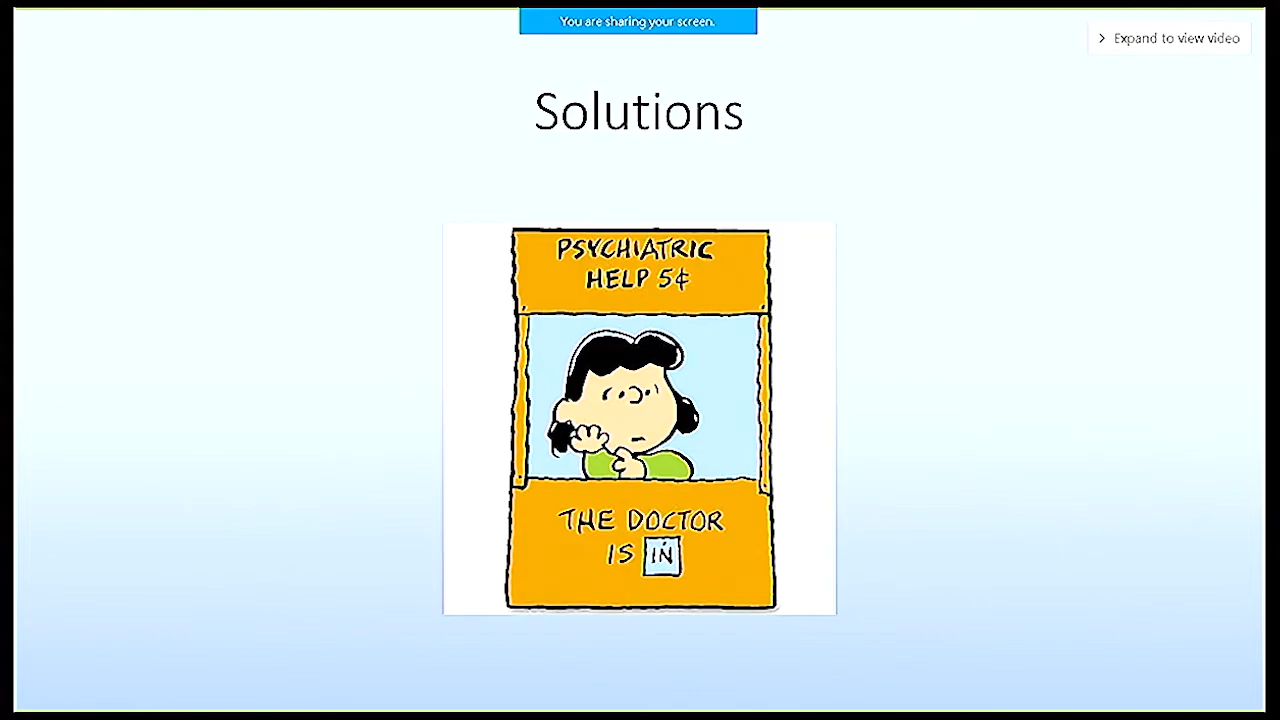 You are sharing your screen.
Expand to view video
Solutions
PSYCHIATRIC
HELP 5¢
THE DOCTOR
IS IN